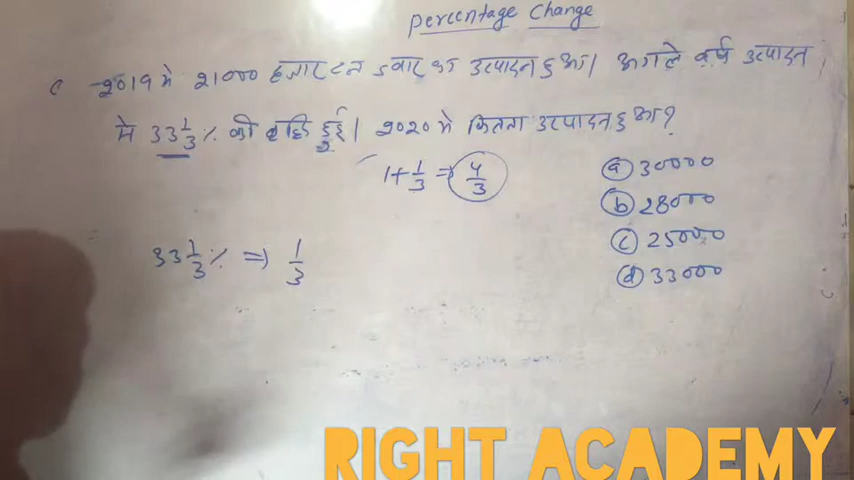 Percentage Change
2019 मे 21000 हजार टन ज्वार का उत्पादन हुआ। अगले वर्ष उत्पादन
मे 33 1/3 % की वृद्धि हुई। 2020 मे कितना उत्पादन हुआ?
1+1/3 ⇒ 4/3
(a) 30000
(b) 28000
33 1/3 % ⇒ 1/3
(c) 25000
(d) 33000
RIGHT ACADEMY